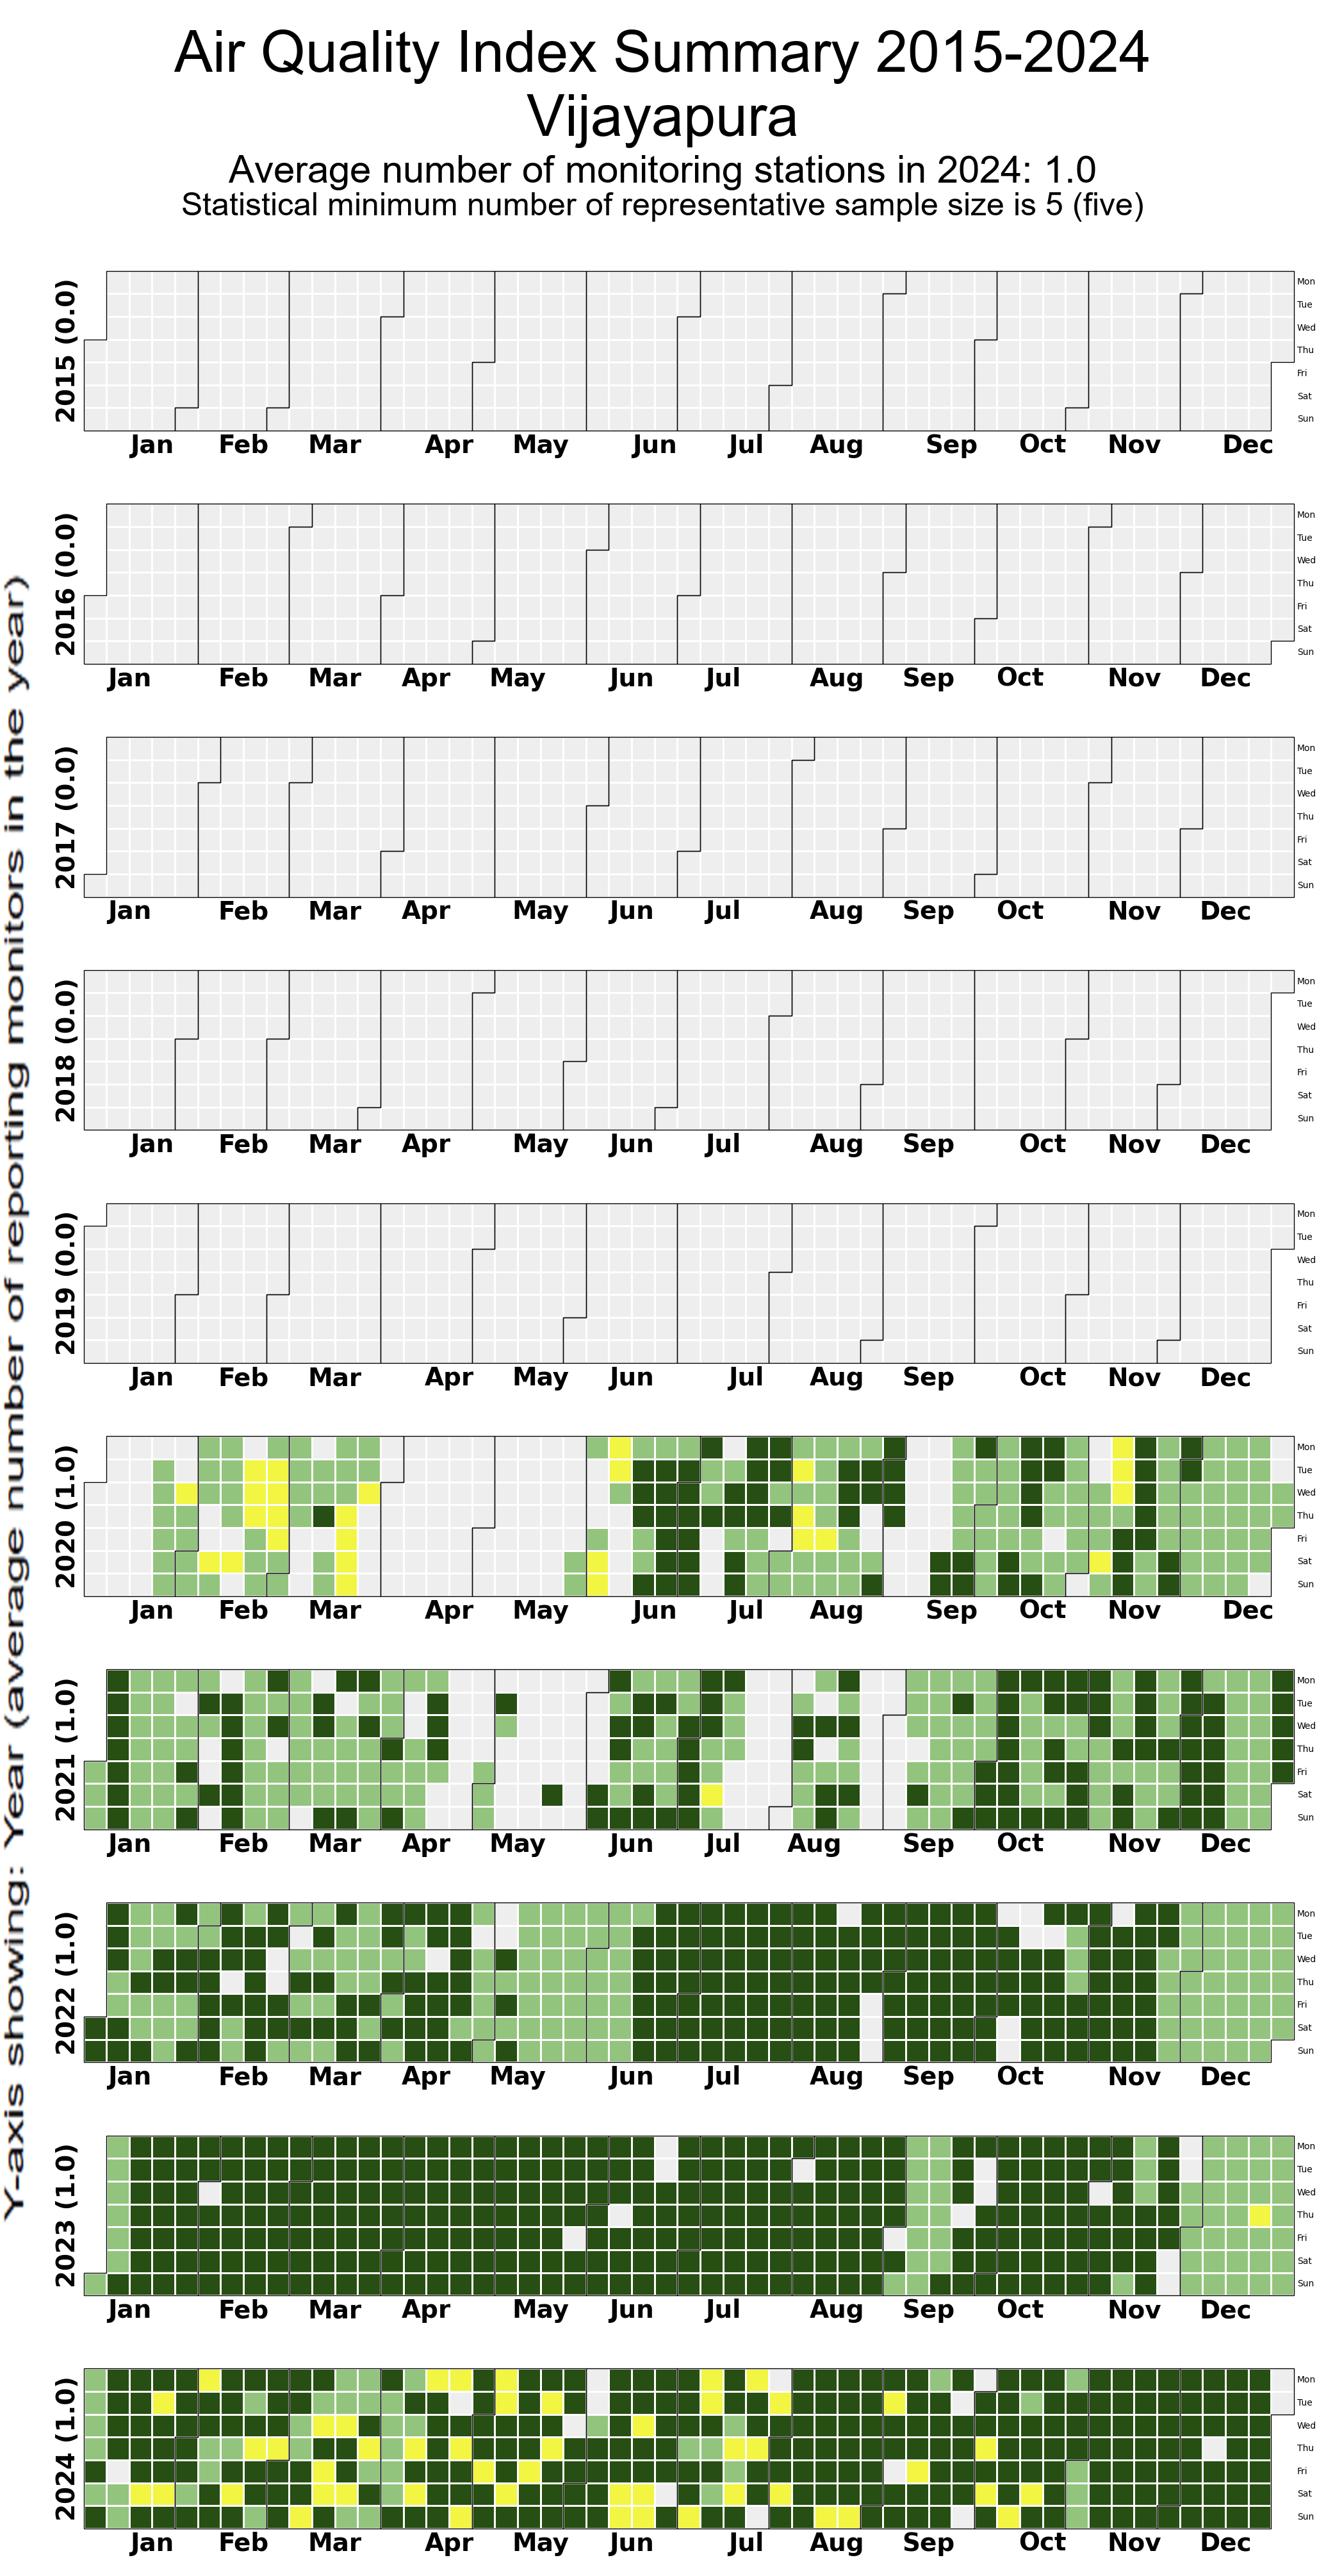 Air Quality Index Summary 2015-2024
Vijayapura
Average number of monitoring stations in 2024: 1.0
Statistical minimum number of representative sample size is 5 (five)
Y-axis showing: Year (average number of reporting monitors in the year)
2015 (0.0)
Mon
Tue
Wed
Thu
Fri
Sat
Sun
Jan Feb Mar Apr May Jun Jul Aug Sep Oct Nov Dec
2016 (0.0)
Mon
Tue
Wed
Thu
Fri
Sat
Sun
Jan Feb Mar Apr May Jun Jul Aug Sep Oct Nov Dec
2017 (0.0)
Mon
Tue
Wed
Thu
Fri
Sat
Sun
Jan Feb Mar Apr May Jun Jul Aug Sep Oct Nov Dec
2018 (0.0)
Mon
Tue
Wed
Thu
Fri
Sat
Sun
Jan Feb Mar Apr May Jun Jul Aug Sep Oct Nov Dec
2019 (0.0)
Mon
Tue
Wed
Thu
Fri
Sat
Sun
Jan Feb Mar Apr May Jun Jul Aug Sep Oct Nov Dec
2020 (1.0)
Mon
Tue
Wed
Thu
Fri
Sat
Sun
Jan Feb Mar Apr May Jun Jul Aug Sep Oct Nov Dec
2021 (1.0)
Mon
Tue
Wed
Thu
Fri
Sat
Sun
Jan Feb Mar Apr May Jun Jul Aug Sep Oct Nov Dec
2022 (1.0)
Mon
Tue
Wed
Thu
Fri
Sat
Sun
Jan Feb Mar Apr May Jun Jul Aug Sep Oct Nov Dec
2023 (1.0)
Mon
Tue
Wed
Thu
Fri
Sat
Sun
Jan Feb Mar Apr May Jun Jul Aug Sep Oct Nov Dec
2024 (1.0)
Mon
Tue
Wed
Thu
Fri
Sat
Sun
Jan Feb Mar Apr May Jun Jul Aug Sep Oct Nov Dec